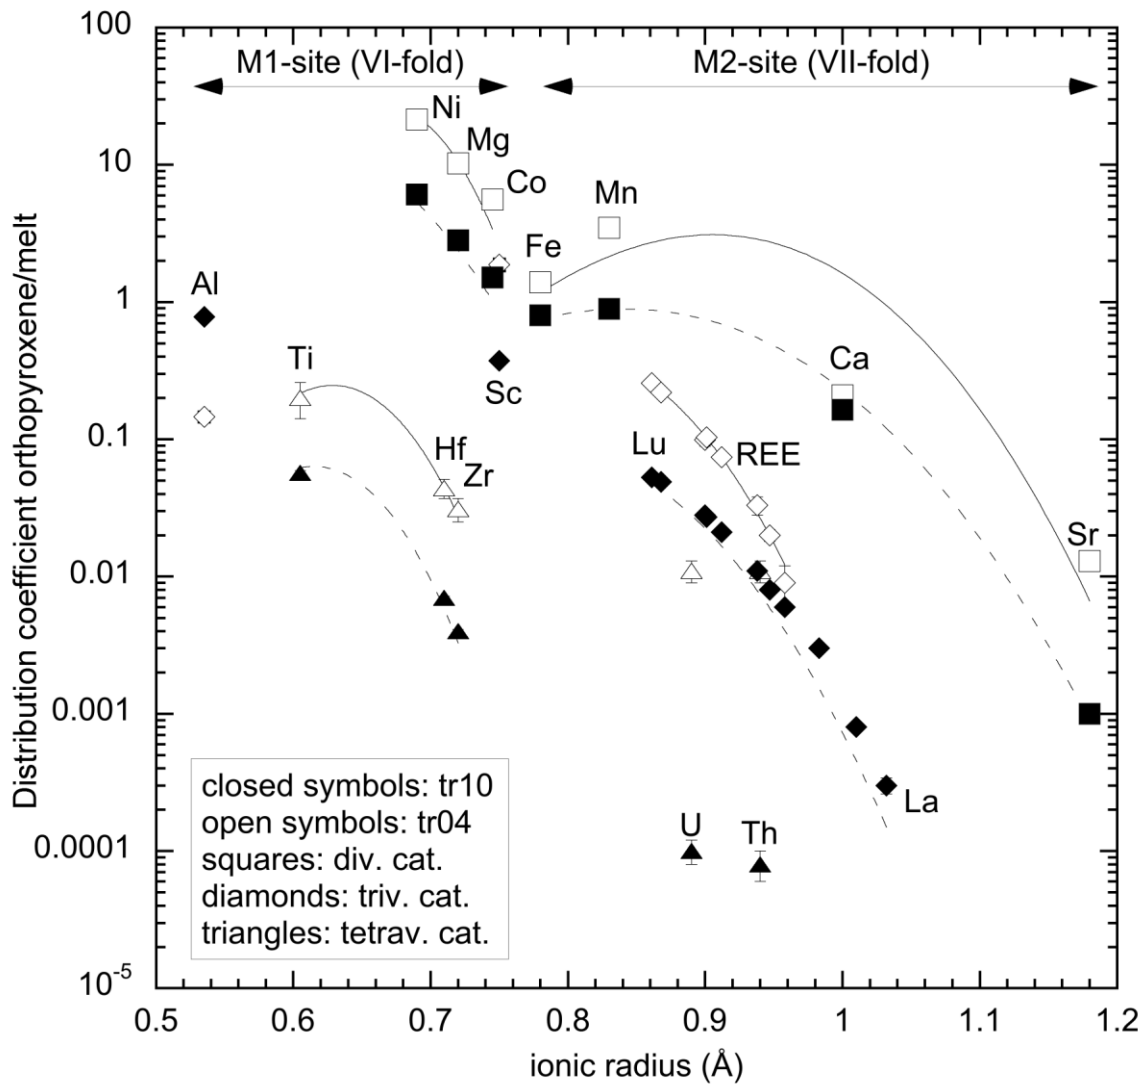 100
10
1
0.1
0.01
0.001
0.0001
10⁻⁵
Distribution coefficient orthopyroxene/melt
M1-site (VI-fold)
M2-site (VII-fold)
Ni
Mg
Co
Mn
Fe
Al
Ti
Sc
Ca
Hf
Zr
Lu
REE
Sr
La
U
Th
closed symbols: tr10
open symbols: tr04
squares: div. cat.
diamonds: triv. cat.
triangles: tetrav. cat.
0.5 0.6 0.7 0.8 0.9 1 1.1 1.2
ionic radius (Å)